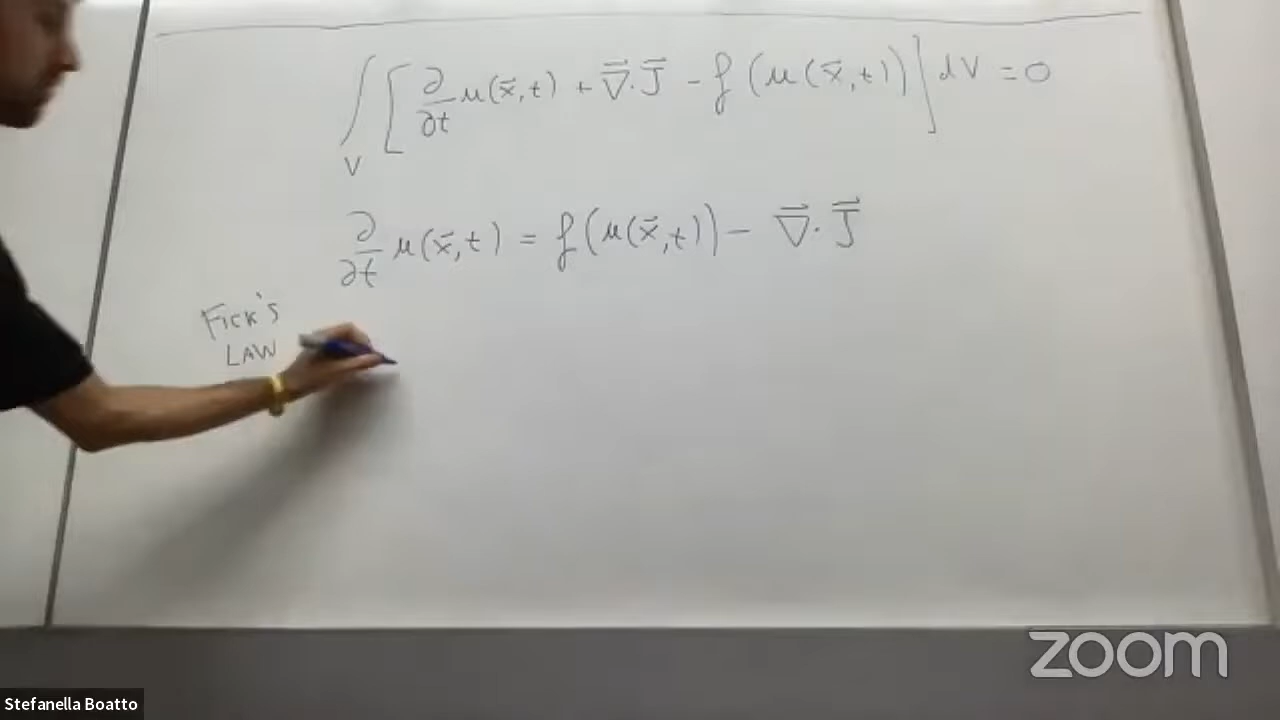 ∫_V [ ∂/∂t u(x⃗,t) + ∇⃗·J⃗ - f(u(x⃗,t)) ] dV = 0
∂/∂t u(x⃗,t) = f(u(x⃗,t)) - ∇⃗·J⃗
FICK'S
LAW
zoom
Stefanella Boatto